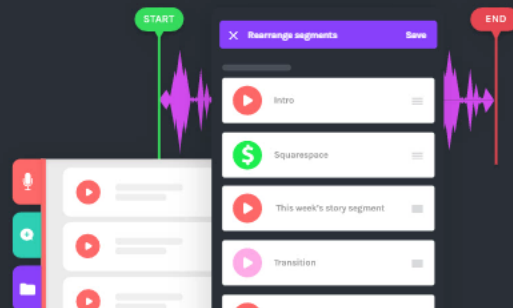 START
END
Rearrange segments
Save
Intro
Squarespace
This week's story segment
Transition